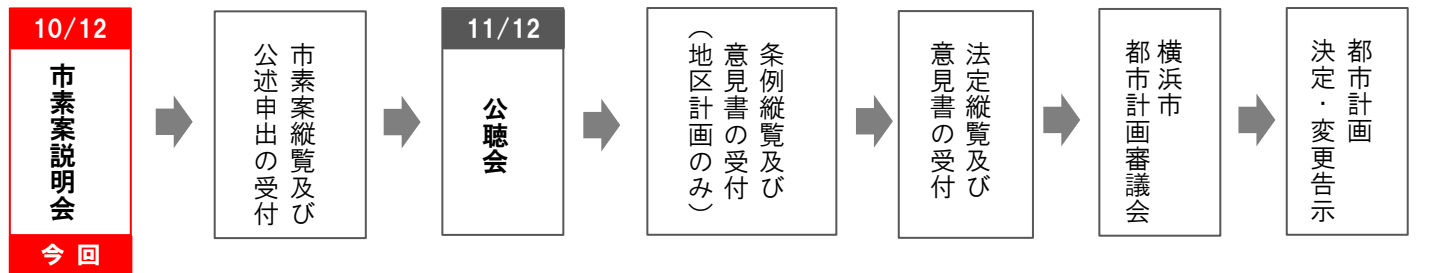 10/12
市素案説明会
今回
市素案縦覧及び
公述申出の受付
11/12
公聴会
条例縦覧及び
意見書の受付
（地区計画のみ）
法定縦覧及び
意見書の受付
横浜市
都市計画審議会
都市計画
決定・変更告示